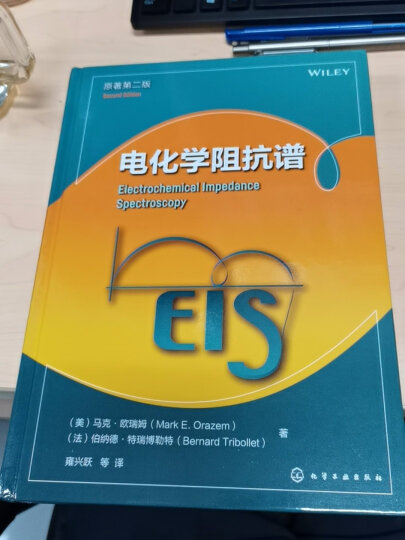 原著第二版
Second Edition
WILEY
电化学阻抗谱
Electrochemical Impedance
Spectroscopy
EIS
(美)马克·欧瑞姆(Mark E. Orazem)
(法)伯纳德·特瑞博勒特(Bernard Tribollet)
著
雍兴跃 等 译
化学工业出版社